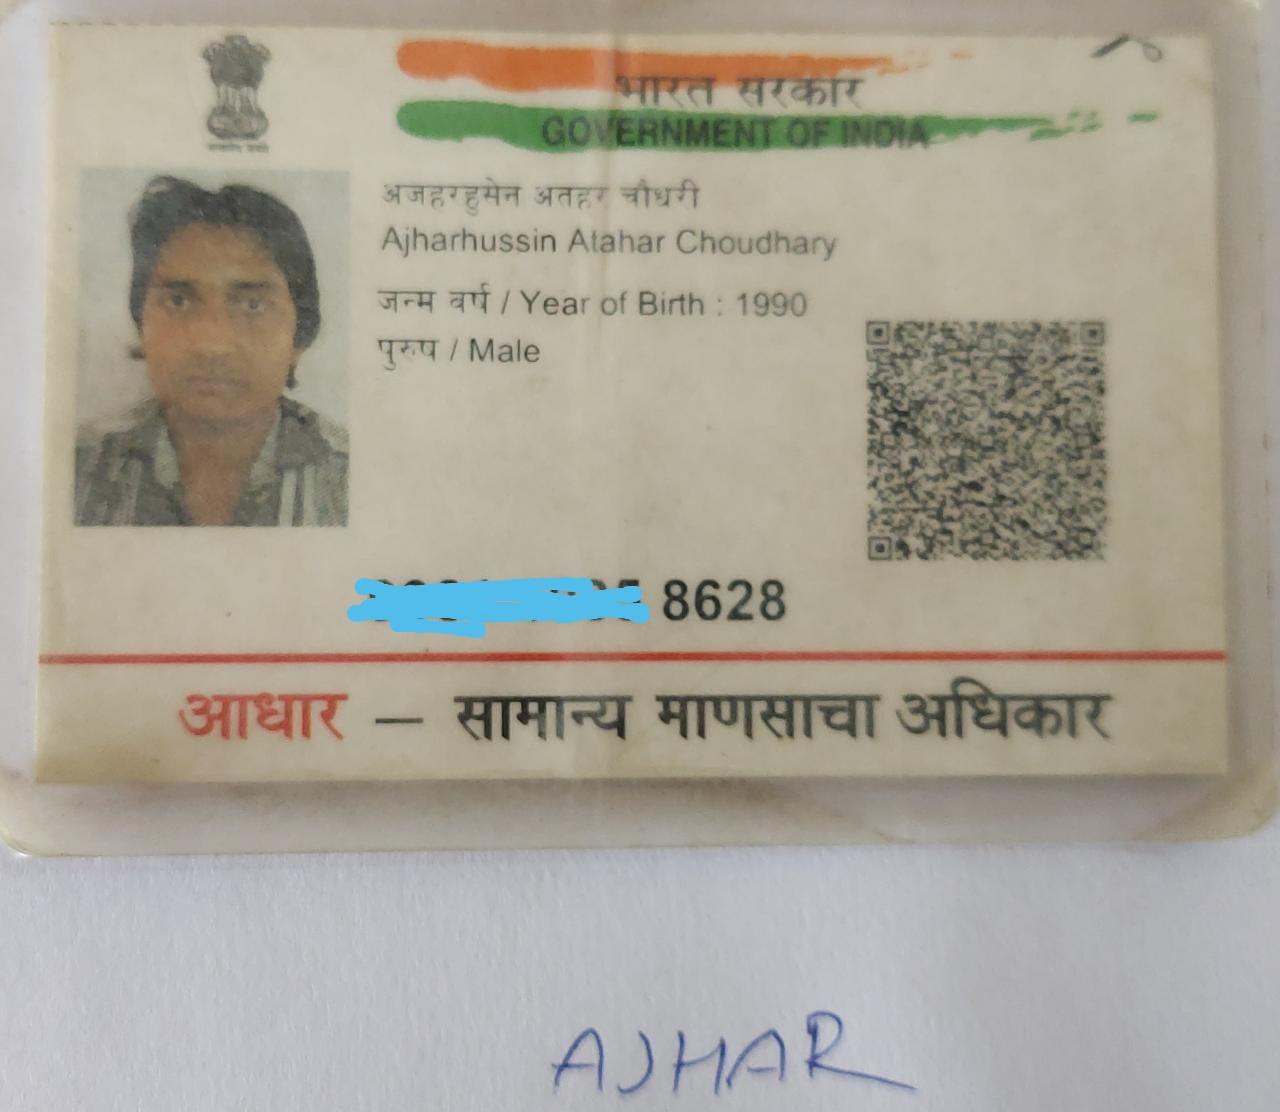 भारत सरकार
GOVERNMENT OF INDIA
अजहरहुसेन अतहर चौधरी
Ajharhussin Atahar Choudhary
जन्म वर्ष / Year of Birth : 1990
पुरुष / Male
8628
आधार — सामान्य माणसाचा अधिकार
AJHAR